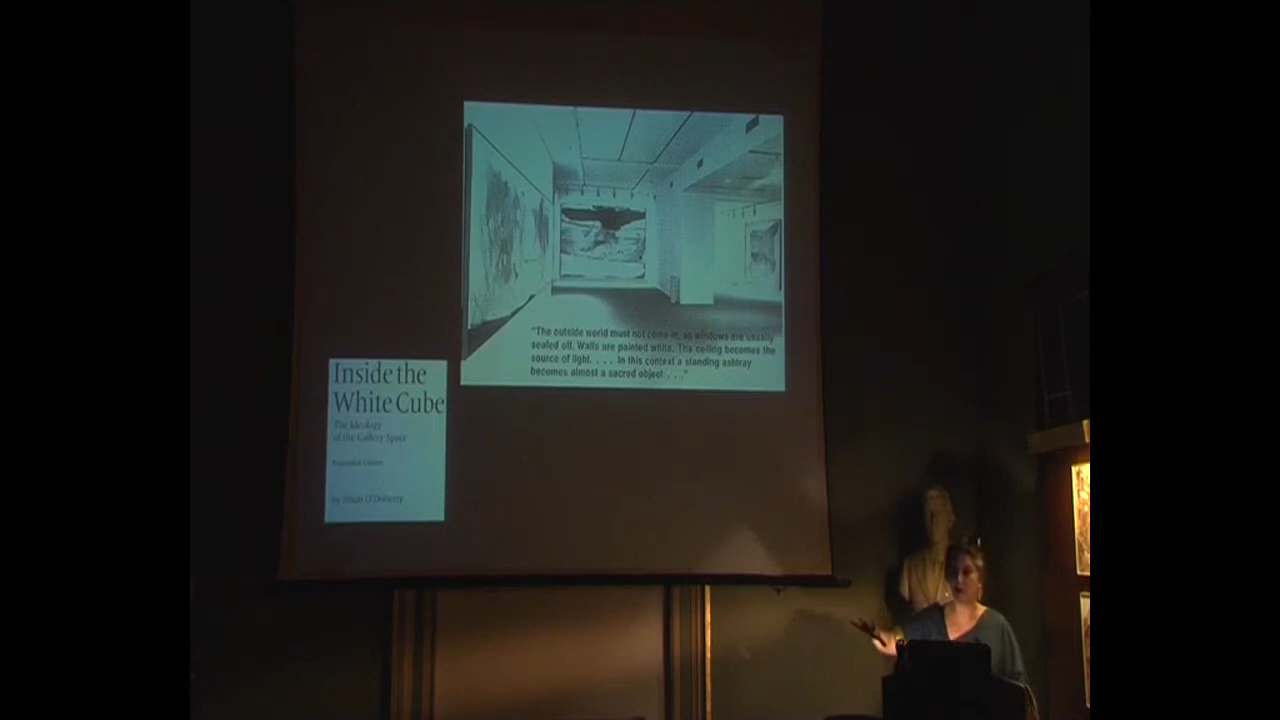 "The outside world must not come in, so windows are usually
sealed off. Walls are painted white. The ceiling becomes the
source of light. . . . In this context a standing ashtray
becomes almost a sacred object. . . ."
Inside the
White Cube
The Ideology
of the Gallery Space
Expanded Edition
by Brian O'Doherty